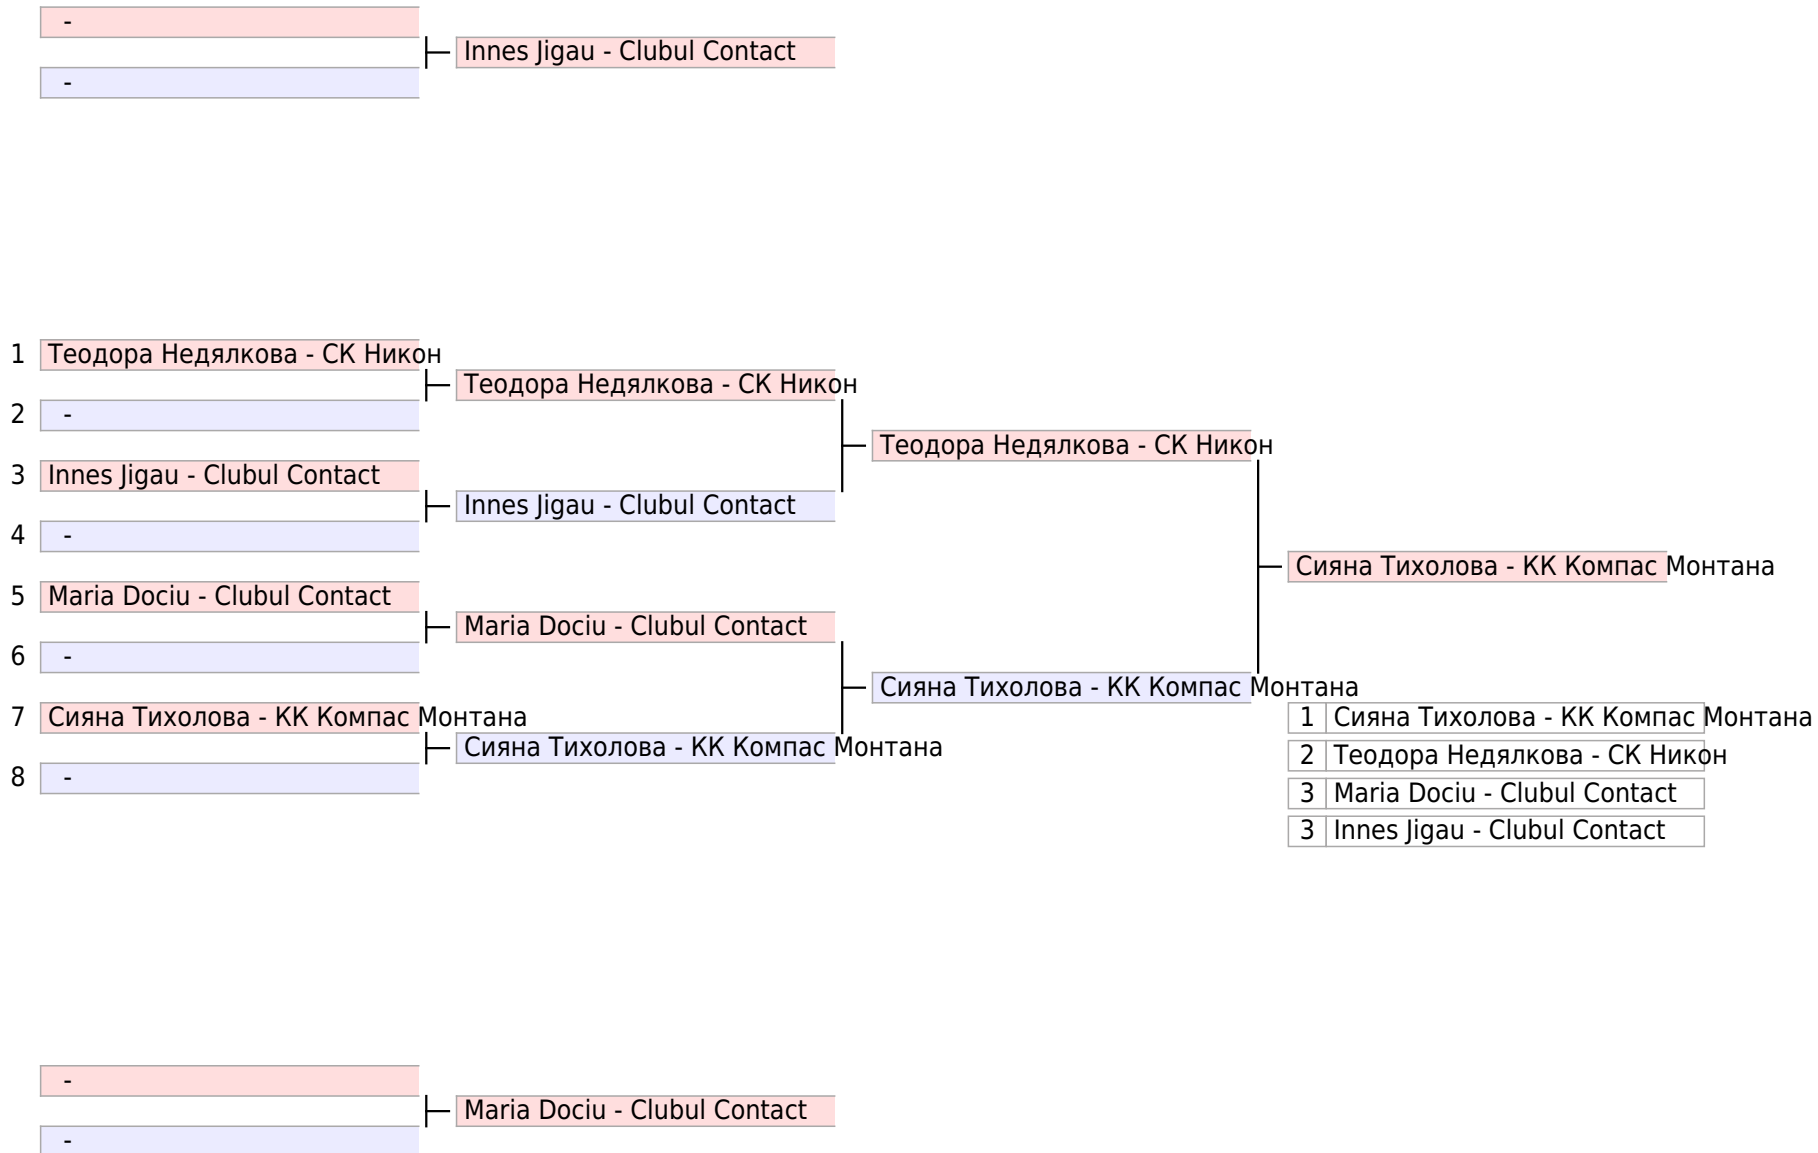 -
Innes Jigau - Clubul Contact
-
1 Теодора Недялкова - СК Никон
Теодора Недялкова - СК Никон
2 -
Теодора Недялкова - СК Никон
3 Innes Jigau - Clubul Contact
Innes Jigau - Clubul Contact
4 -
Сияна Тихолова - КК Компас Монтана
5 Maria Dociu - Clubul Contact
Maria Dociu - Clubul Contact
6 -
Сияна Тихолова - КК Компас Монтана
7 Сияна Тихолова - КК Компас Монтана
Сияна Тихолова - КК Компас Монтана
8 -
1 Сияна Тихолова - КК Компас Монтана
2 Теодора Недялкова - СК Никон
3 Maria Dociu - Clubul Contact
3 Innes Jigau - Clubul Contact
-
Maria Dociu - Clubul Contact
-